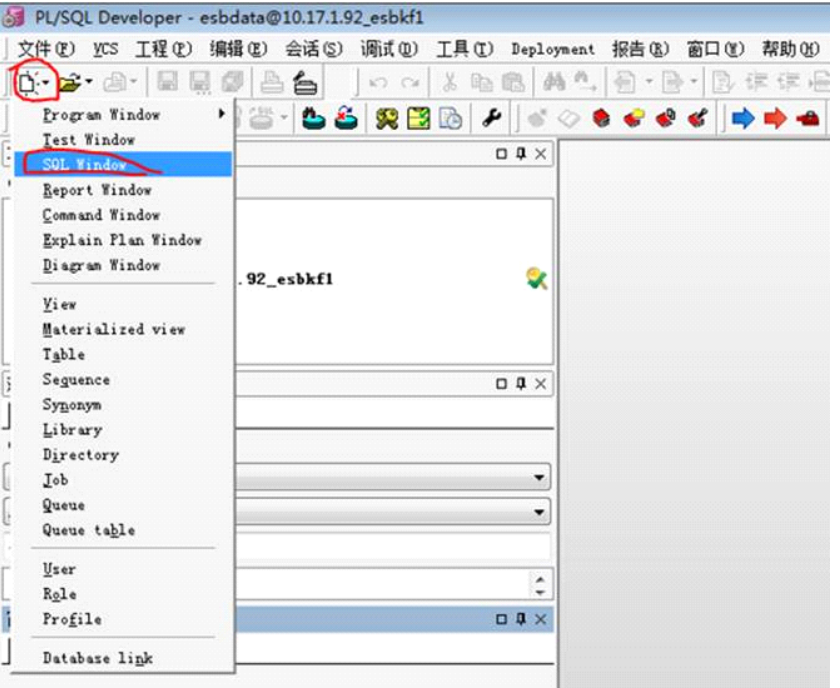 PL/SQL Developer - esbdata@10.17.1.92_esbkf1
文件(F) VCS 工程(P) 编辑(E) 会话(S) 调试(D) 工具(T) Deployment 报告(R) 窗口(W) 帮助(H)
Program Window
Test Window
SQL Window
Report Window
Command Window
Explain Plan Window
Diagram Window
.92_esbkf1
View
Materialized view
Table
Sequence
Synonym
Library
Directory
Job
Queue
Queue table
User
Role
Profile
Database link